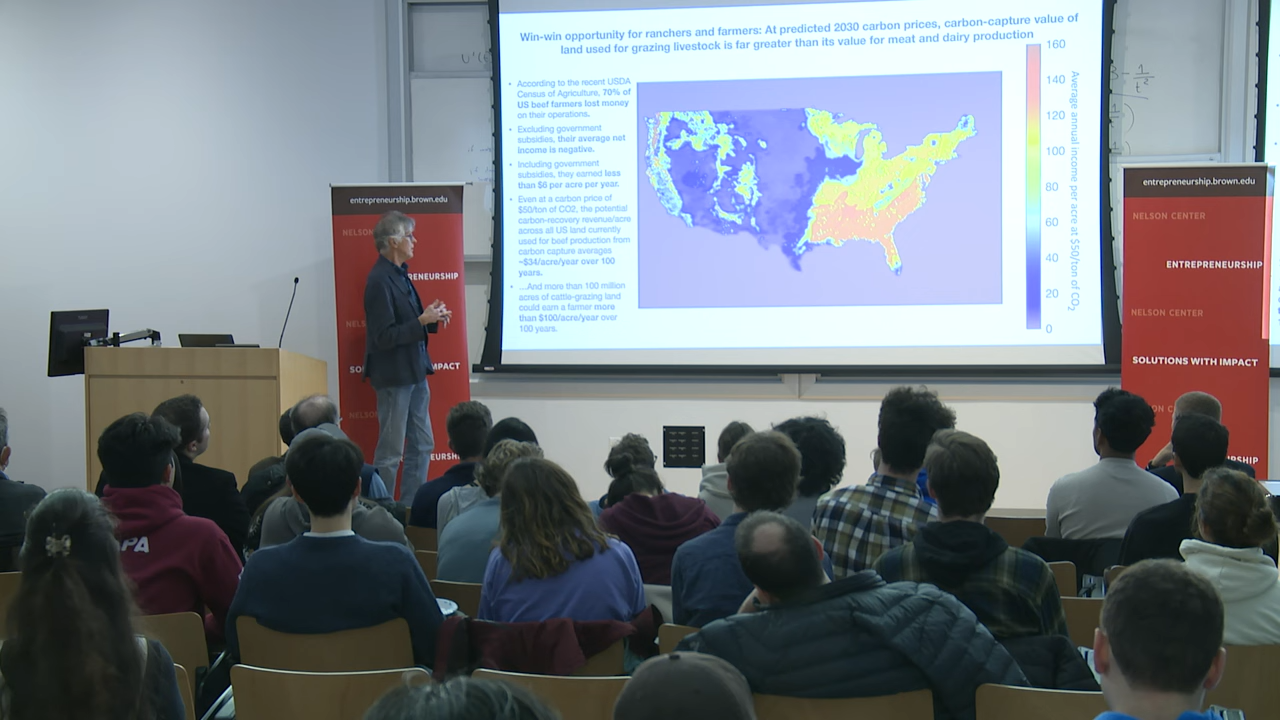 Win-win opportunity for ranchers and farmers: At predicted 2030 carbon prices, carbon-capture value of
land used for grazing livestock is far greater than its value for meat and dairy production
• According to the recent USDA
Census of Agriculture, 70% of
US beef farmers lost money
on their operations.
• Excluding government
subsidies, their average net
income is negative.
• Including government
subsidies, they earned less
than $6 per acre per year.
• Even at a carbon price of
$50/ton of CO2, the potential
carbon-recovery revenue/acre
across all US land currently
used for beef production from
carbon capture averages
~$34/acre/year over 100
years.
• ...And more than 100 million
acres of cattle-grazing land
could earn a farmer more
than $100/acre/year over
100 years.
160
140
120
100
80
60
40
20
0
Average annual income per acre at $50/ton of CO2
entrepreneurship.brown.edu
NELSON
RENEURSHIP
NELS
SOL
IMPACT
NELSON
EURSHIP
entrepreneurship.brown.edu
NELSON CENTER
ENTREPRENEURSHIP
NELSON CENTER
SOLUTIONS WITH IMPACT
NELSON C
RSHIP
PA